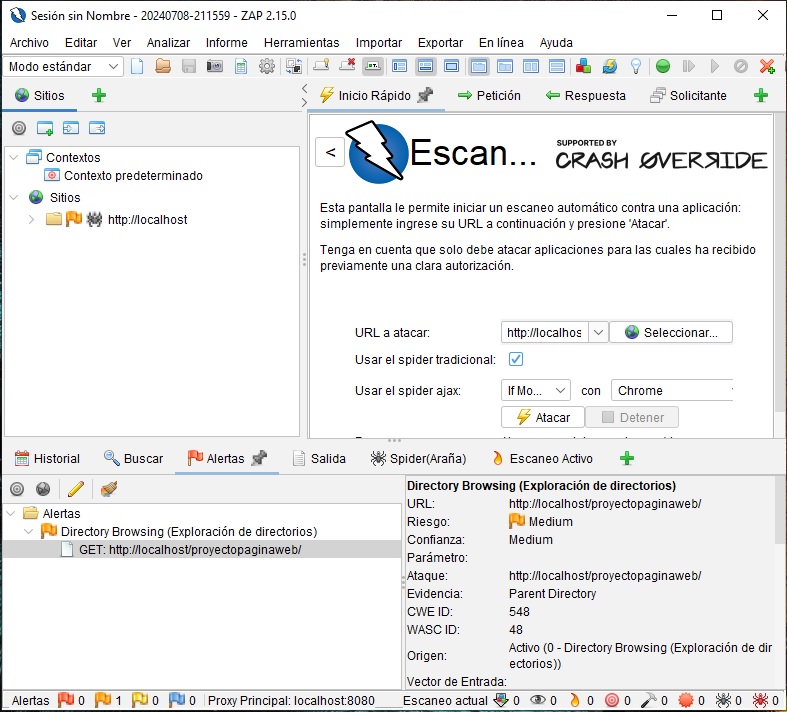 Sesión sin Nombre - 20240708-211559 - ZAP 2.15.0
Archivo Editar Ver Analizar Informe Herramientas Importar Exportar En línea Ayuda
Modo estándar
Sitios
Inicio Rápido Petición Respuesta Solicitante
Contextos
Contexto predeterminado
Sitios
http://localhost
< Escan... SUPPORTED BY
CRASH OVERRIDE
Esta pantalla le permite iniciar un escaneo automático contra una aplicación:
simplemente ingrese su URL a continuación y presione 'Atacar'.
Tenga en cuenta que solo debe atacar aplicaciones para las cuales ha recibido
previamente una clara autorización.
URL a atacar: http://localhos Seleccionar...
Usar el spider tradicional:
Usar el spider ajax: If Mo... con Chrome
Atacar Detener
Historial Buscar Alertas Salida Spider(Araña) Escaneo Activo
Alertas
Directory Browsing (Exploración de directorios)
GET: http://localhost/proyectopaginaweb/
Directory Browsing (Exploración de directorios)
URL: http://localhost/proyectopaginaweb/
Riesgo: Medium
Confianza: Medium
Parámetro:
Ataque: http://localhost/proyectopaginaweb/
Evidencia: Parent Directory
CWE ID: 548
WASC ID: 48
Origen: Activo (0 - Directory Browsing (Exploración de dir
ectorios))
Vector de Entrada:
Alertas 0 1 0 0 Proxy Principal: localhost:8080 Escaneo actual 0 0 0 0 0 0 0 0